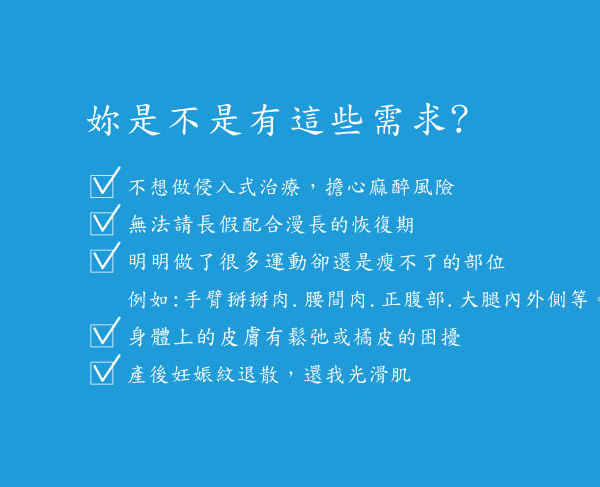 妳是不是有這些需求?
不想做侵入式治療，擔心麻醉風險
無法請長假配合漫長的恢復期
明明做了很多運動卻還是瘦不了的部位
例如:手臂掰掰肉.腰間肉.正腹部.大腿內外側等。
身體上的皮膚有鬆弛或橘皮的困擾
產後妊娠紋退散，還我光滑肌